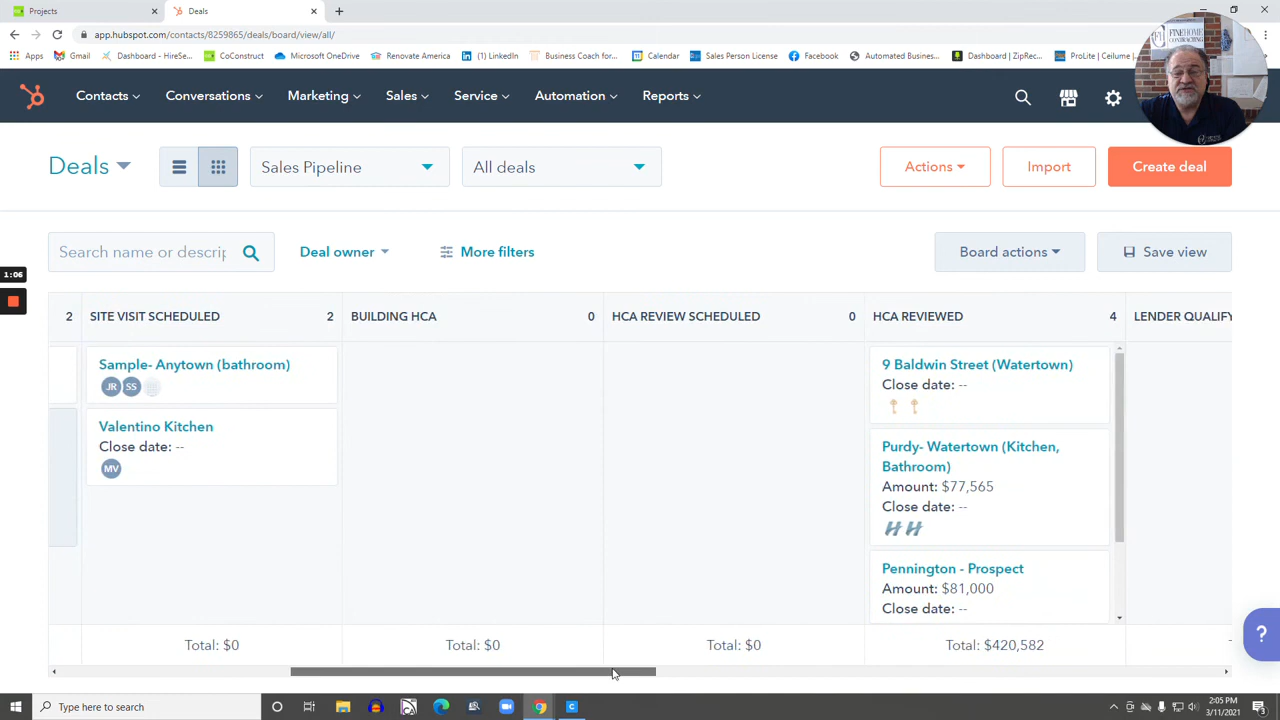 Projects
Deals
app.hubspot.com/contacts/8259865/deals/board/view/all/
Apps
Gmail
Dashboard - HireSe...
CoConstruct
Microsoft OneDrive
Renovate America
(1) LinkedIn
Business Coach for...
Calendar
Sales Person License
Facebook
Automated Busines...
Dashboard | ZipRec...
ProLite | Ceilume |...
FINE HOME
CONTRACTING
Contacts
Conversations
Marketing
Sales
Service
Automation
Reports
Deals
Sales Pipeline
All deals
Actions
Import
Create deal
Search name or descrip
Deal owner
More filters
Board actions
Save view
1:06
2
SITE VISIT SCHEDULED 2
BUILDING HCA 0
HCA REVIEW SCHEDULED 0
HCA REVIEWED 4
LENDER QUALIFY
Sample- Anytown (bathroom)
JR SS
Valentino Kitchen
Close date: --
MV
9 Baldwin Street (Watertown)
Close date: --
Purdy- Watertown (Kitchen,
Bathroom)
Amount: $77,565
Close date: --
Pennington - Prospect
Amount: $81,000
Close date: --
Total: $0
Total: $0
Total: $0
Total: $420,582
?
Type here to search
2:05 PM
3/11/2021